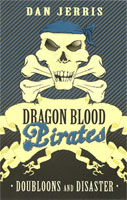 DAN JERRIS
DRAGON BLOOD
Pirates
• DOUBLOONS AND DISASTER •